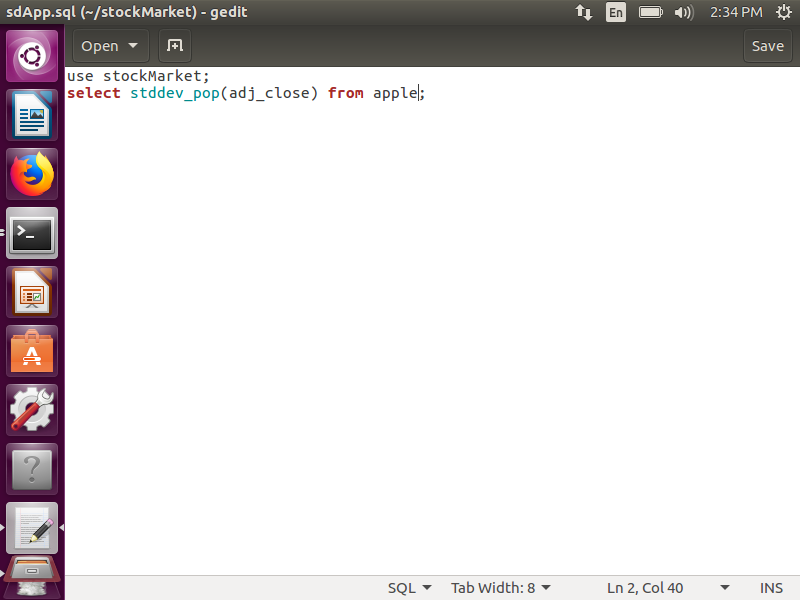 sdApp.sql (~/stockMarket) - gedit
En
2:34 PM
Open
Save
use stockMarket;
select stddev_pop(adj_close) from apple;
SQL
Tab Width: 8
Ln 2, Col 40
INS